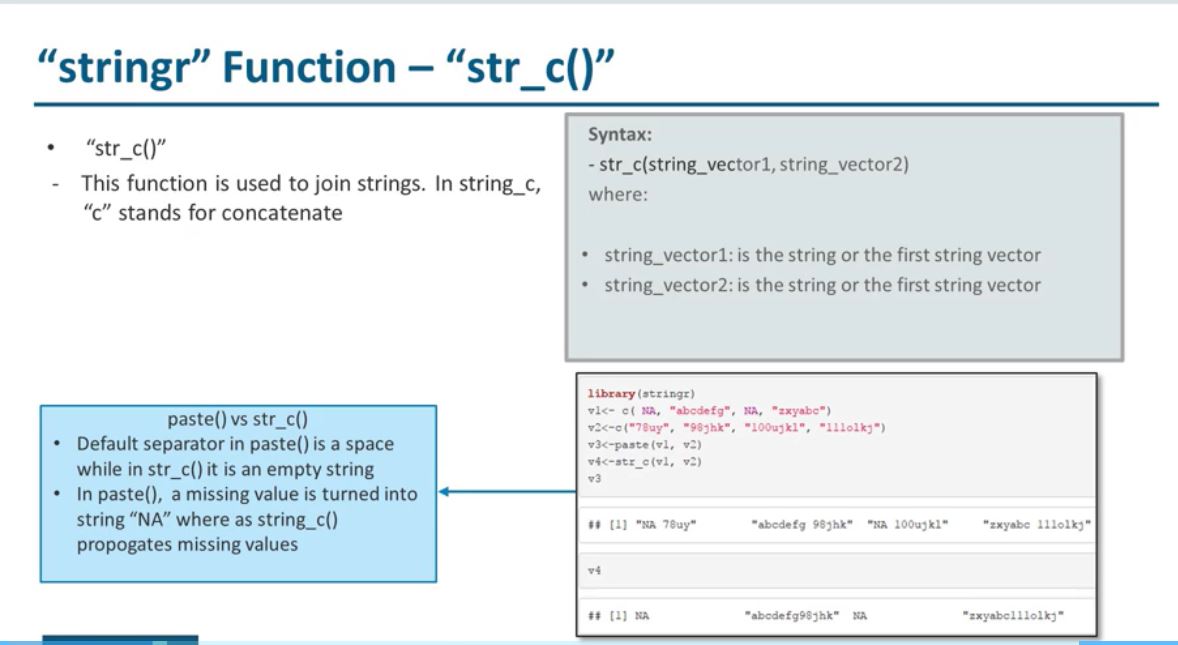 “stringr” Function – “str_c()”
• “str_c()”
- This function is used to join strings. In string_c,
“c” stands for concatenate
Syntax:
- str_c(string_vector1, string_vector2)
where:
• string_vector1: is the string or the first string vector
• string_vector2: is the string or the first string vector
paste() vs str_c()
• Default separator in paste() is a space
while in str_c() it is an empty string
• In paste(), a missing value is turned into
string “NA” where as string_c()
propogates missing values
library(stringr)
v1<- c( NA, "abcdefg", NA, "zxyabc")
v2<-c("78uy", "98jhk", "100ujkl", "111olkj")
v3<-paste(v1, v2)
v4<-str_c(v1, v2)
v3
## [1] "NA 78uy" "abcdefg 98jhk" "NA 100ujkl" "zxyabc 111olkj"
v4
## [1] NA "abcdefg98jhk" NA "zxyabc111olkj"